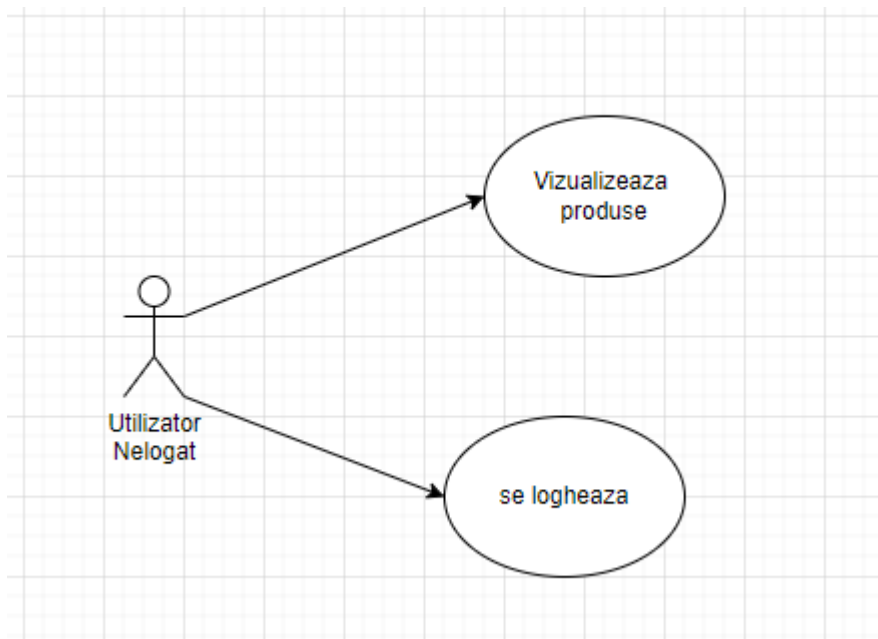 Vizualizeaza
produse
Utilizator
Nelogat
se logheaza